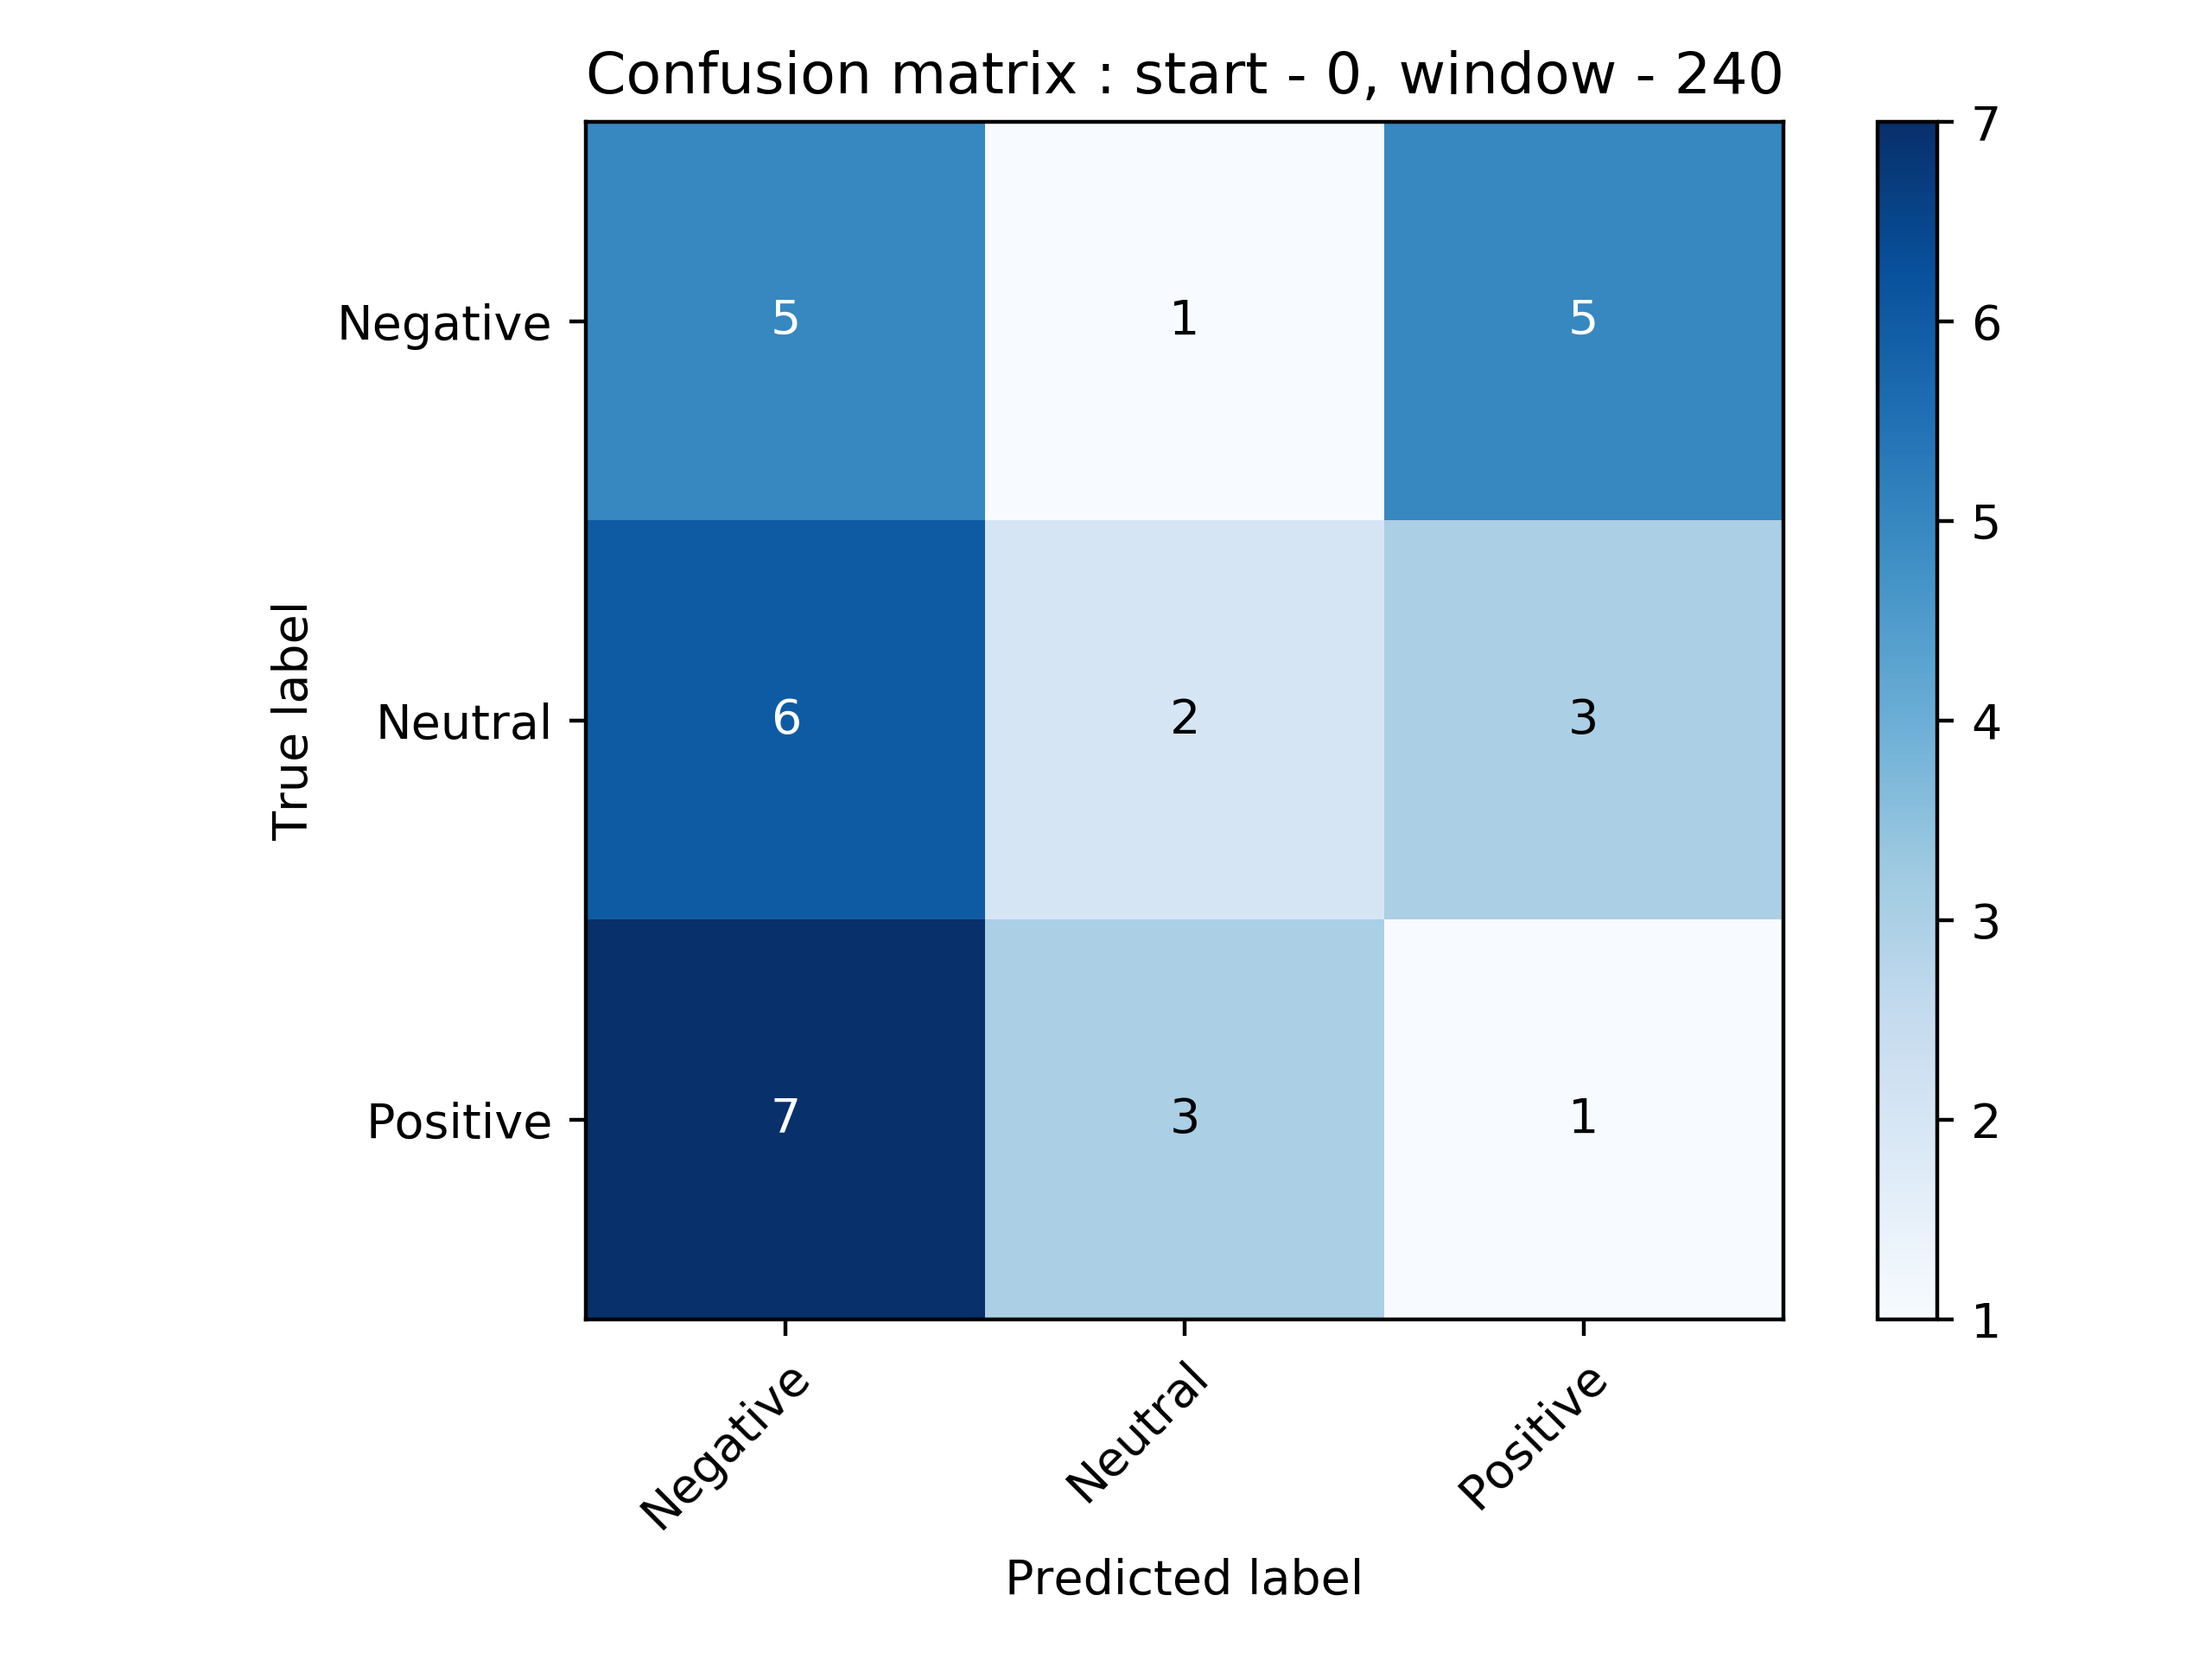 Confusion matrix : start - 0, window - 240
True label
Negative
5
1
5
Neutral
6
2
3
Positive
7
3
1
Negative
Neutral
Positive
Predicted label
7
6
5
4
3
2
1